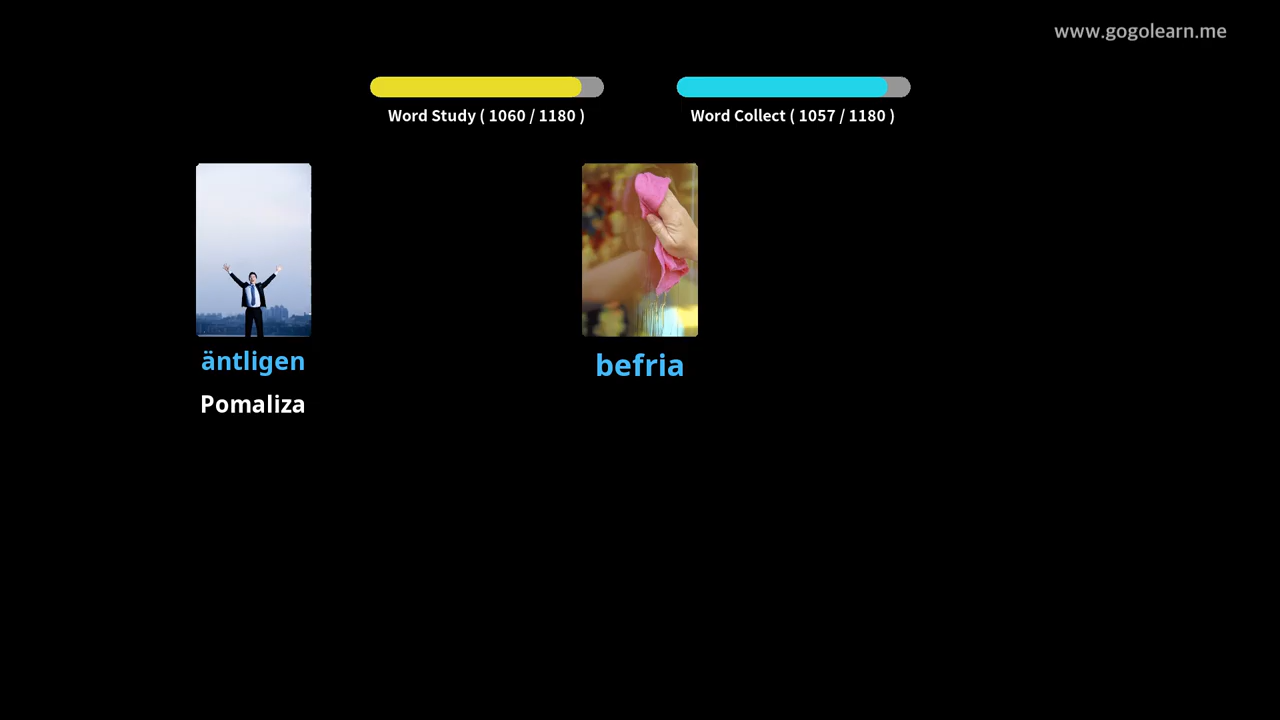 www.gogolearn.me
Word Study ( 1060 / 1180 )
Word Collect ( 1057 / 1180 )
äntligen
befria
Pomaliza